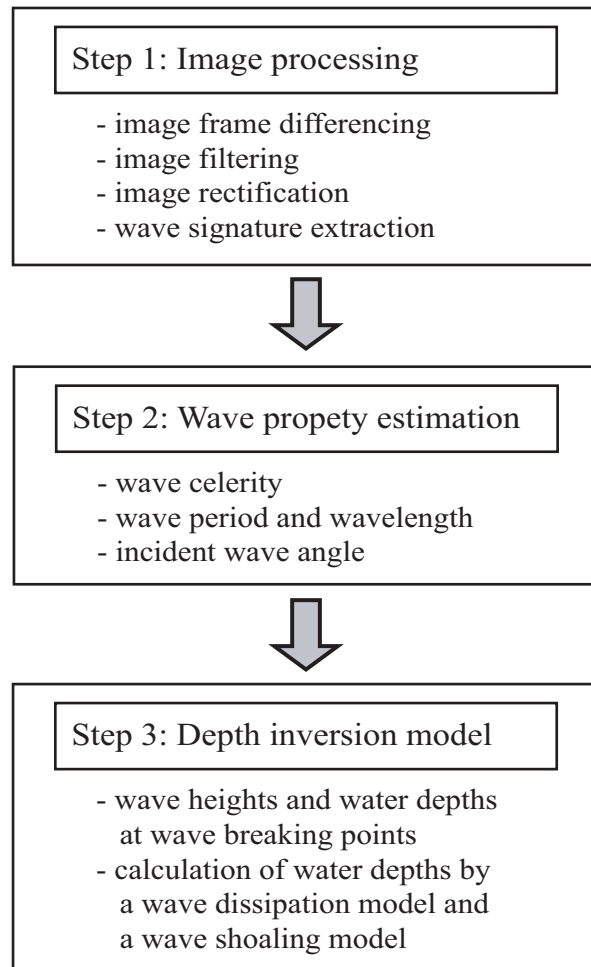 Step 1: Image processing
- image frame differencing
- image filtering
- image rectification
- wave signature extraction
Step 2: Wave propety estimation
- wave celerity
- wave period and wavelength
- incident wave angle
Step 3: Depth inversion model
- wave heights and water depths
at wave breaking points
- calculation of water depths by
a wave dissipation model and
a wave shoaling model